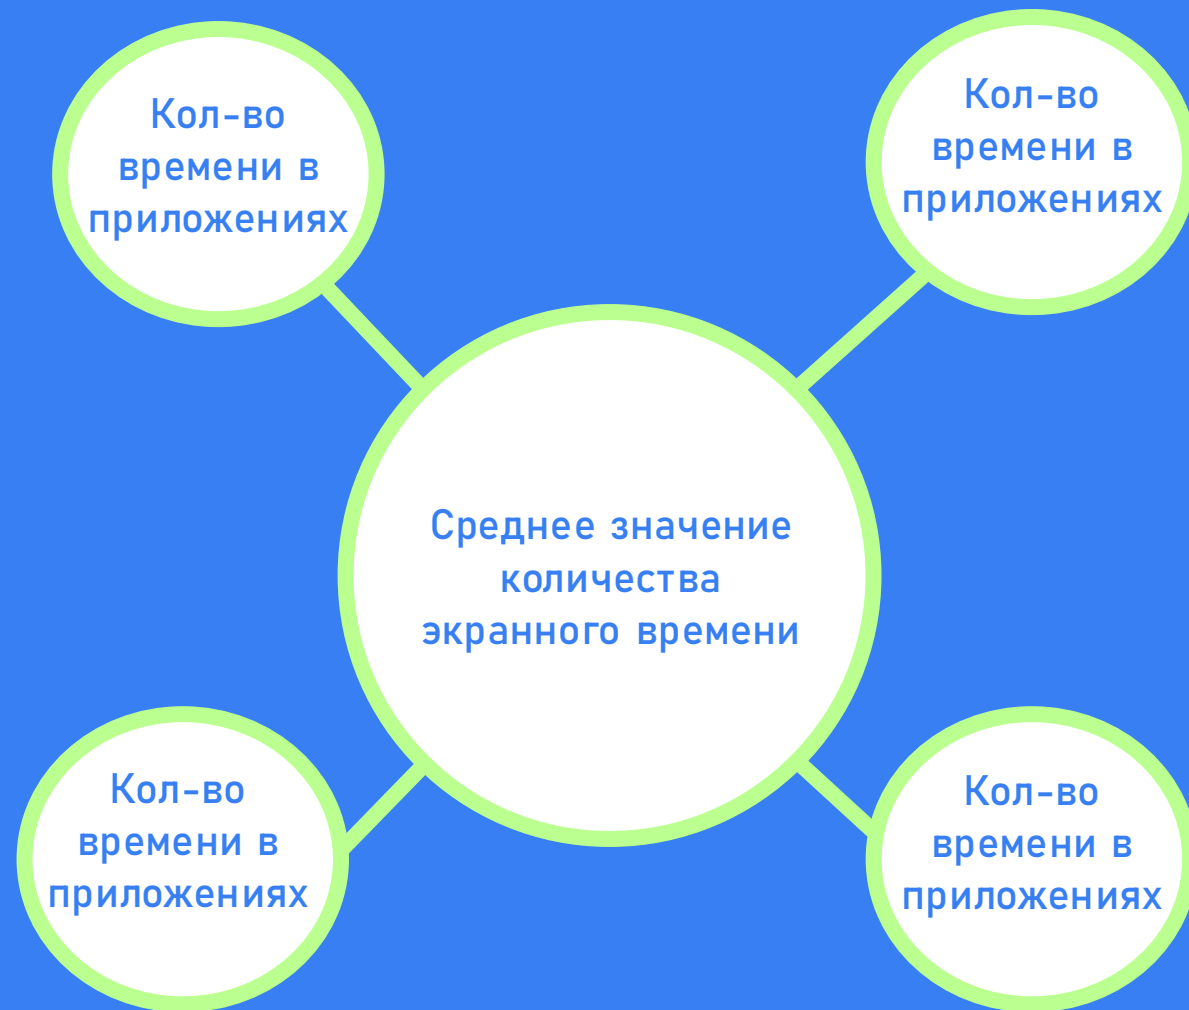 Кол-во
времени в
приложениях
Кол-во
времени в
приложениях
Среднее значение
количества
экранного времени
Кол-во
времени в
приложениях
Кол-во
времени в
приложениях